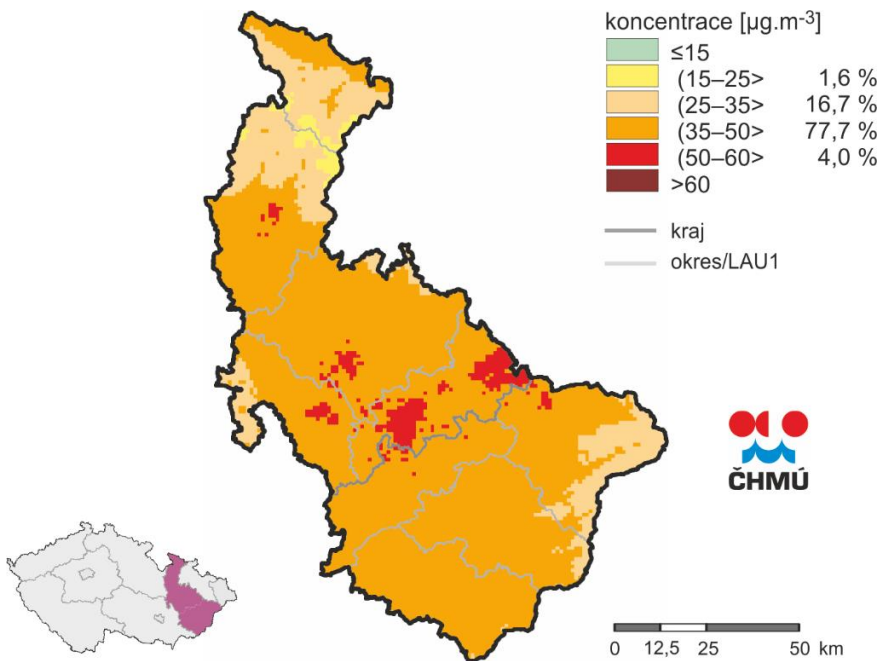 koncentrace [µg.m-³]
≤15
(15–25> 1,6 %
(25–35> 16,7 %
(35–50> 77,7 %
(50–60> 4,0 %
>60
kraj
okres/LAU1
ČHMÚ
0 12,5 25 50 km